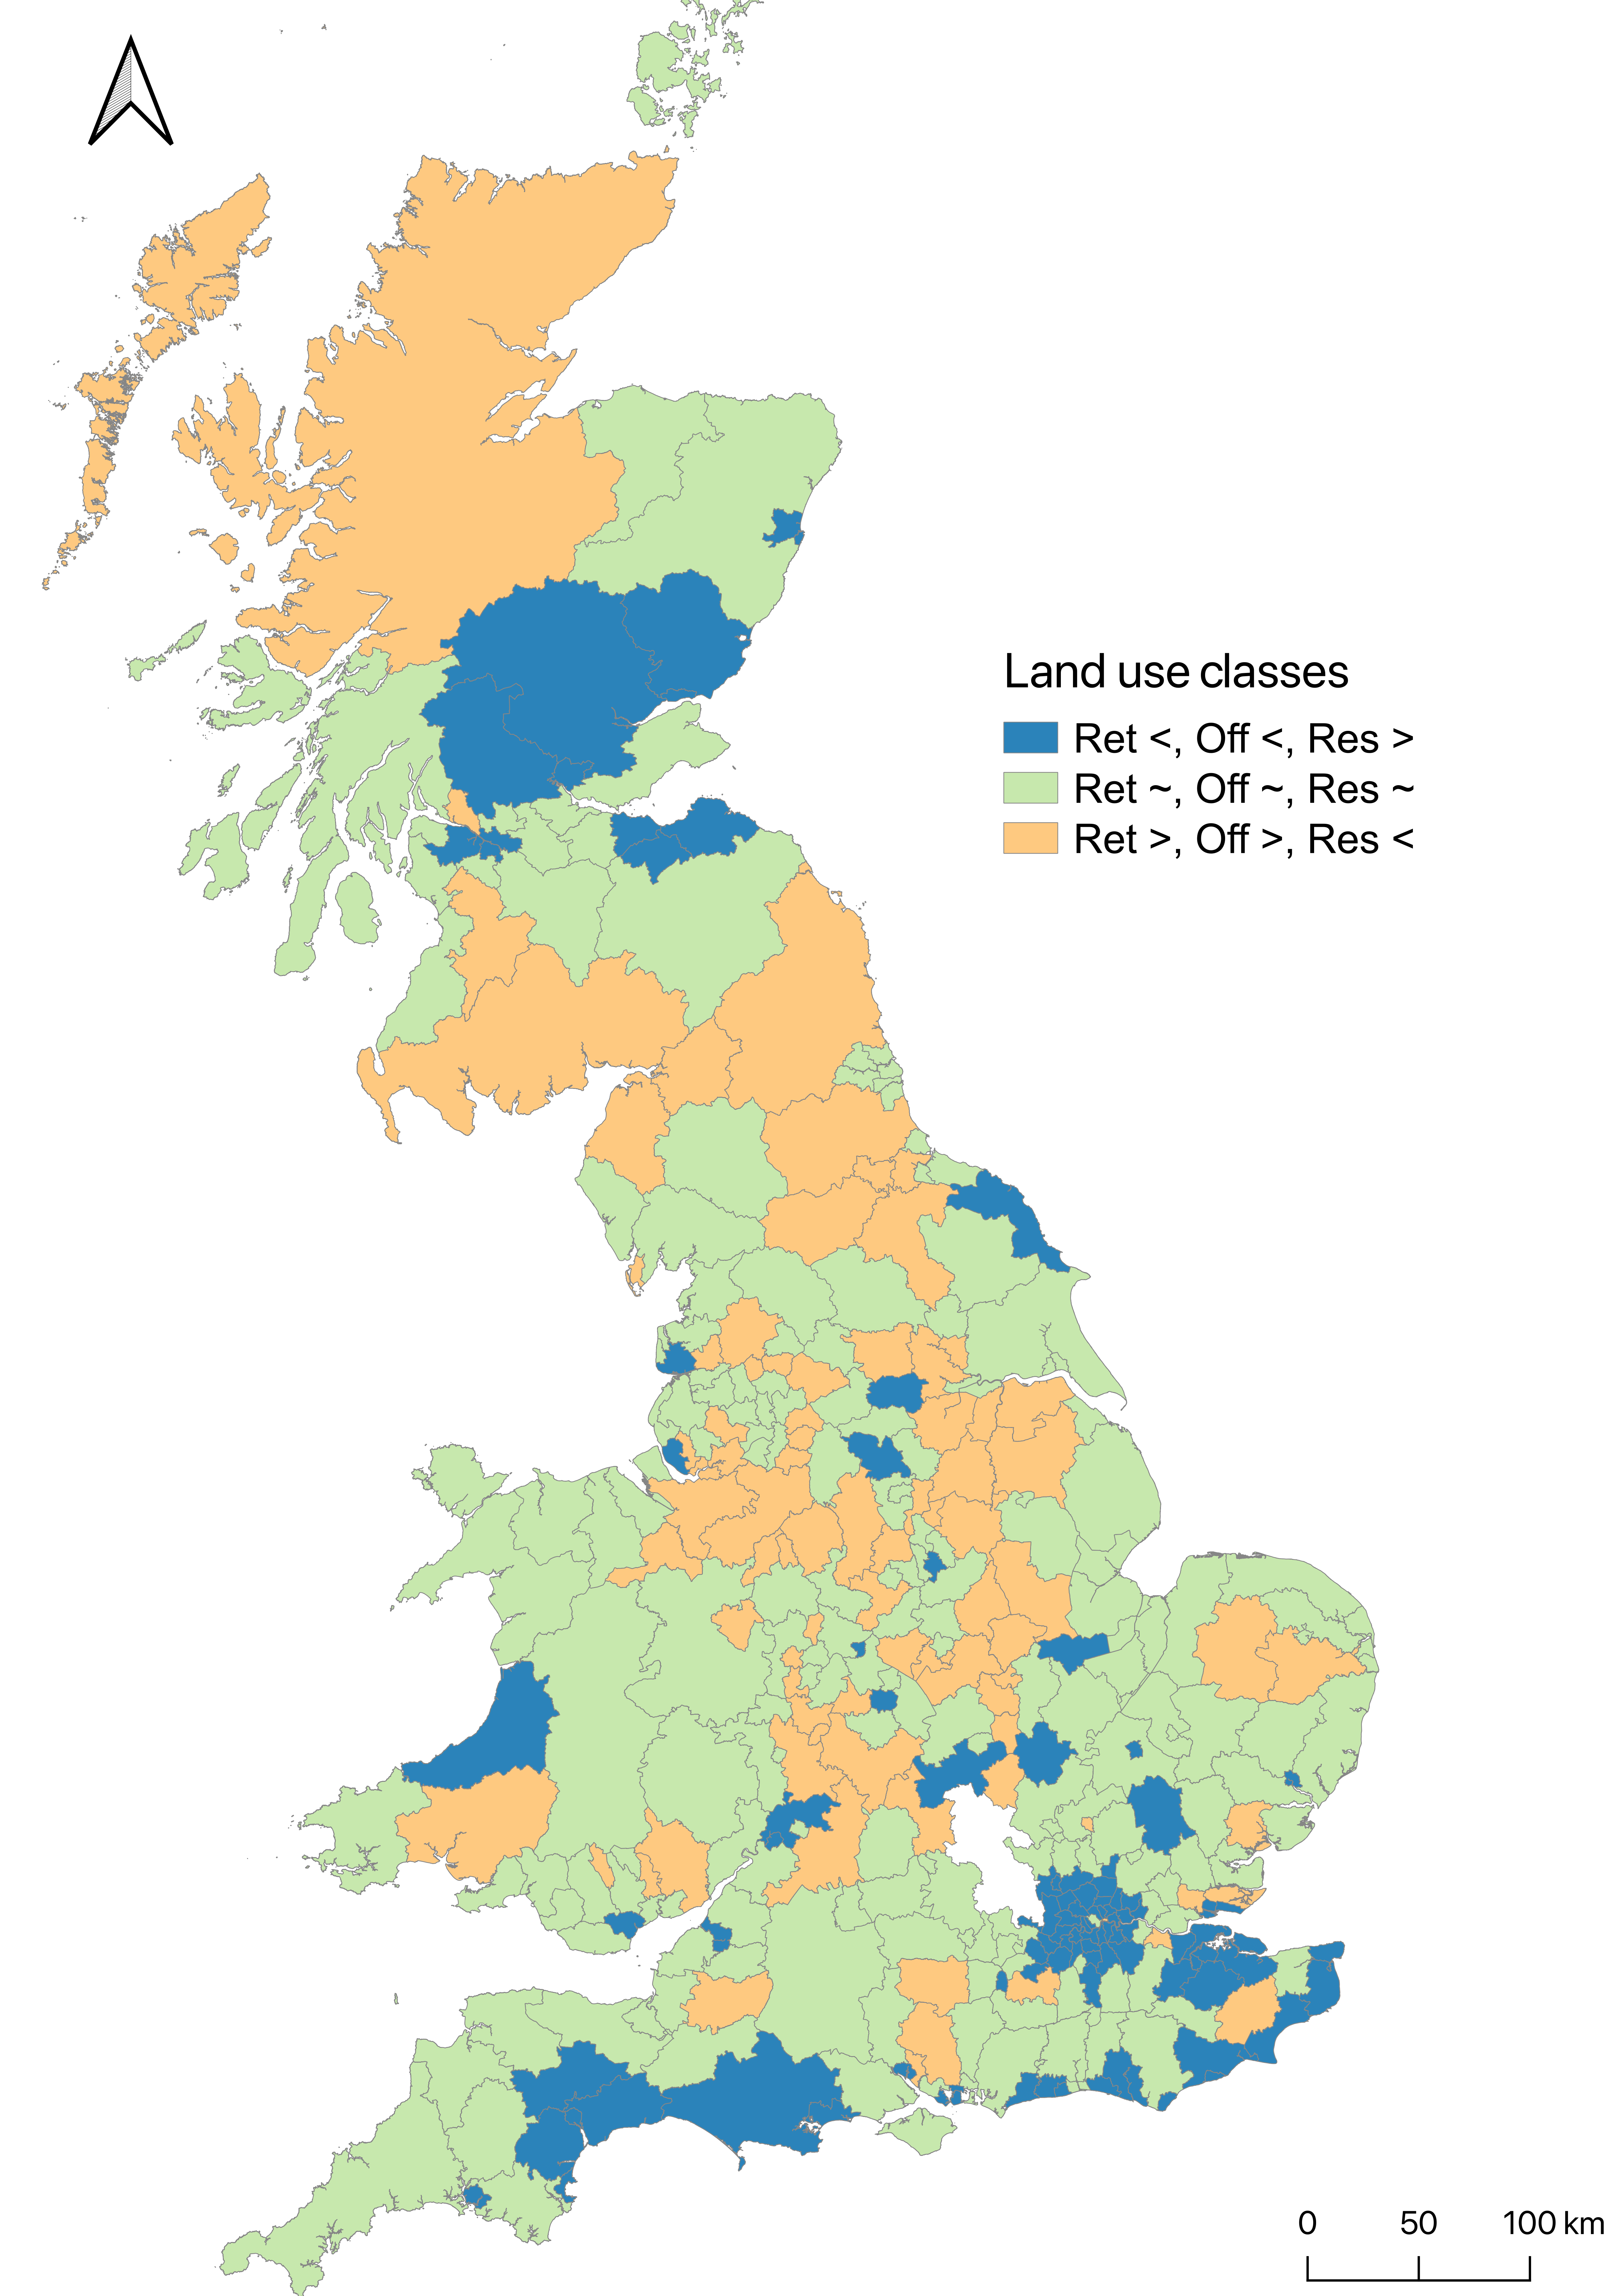 Land use classes
Ret <, Off <, Res >
Ret ~, Off ~, Res ~
Ret >, Off >, Res <
0 50 100 km